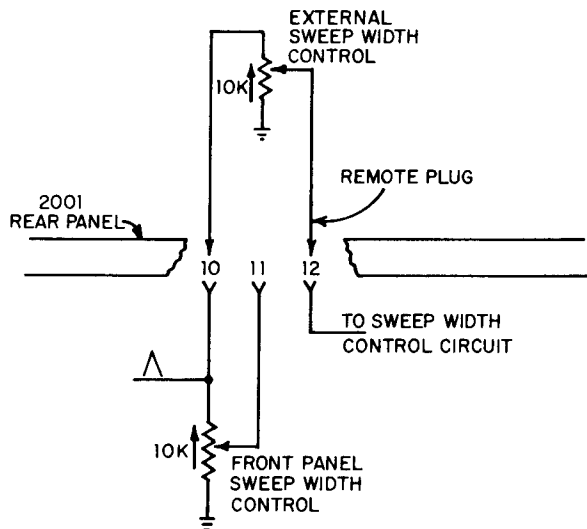 EXTERNAL
SWEEP WIDTH
CONTROL
10K
REMOTE PLUG
2001
REAR PANEL
10 11 12
TO SWEEP WIDTH
CONTROL CIRCUIT
10K
FRONT PANEL
SWEEP WIDTH
CONTROL